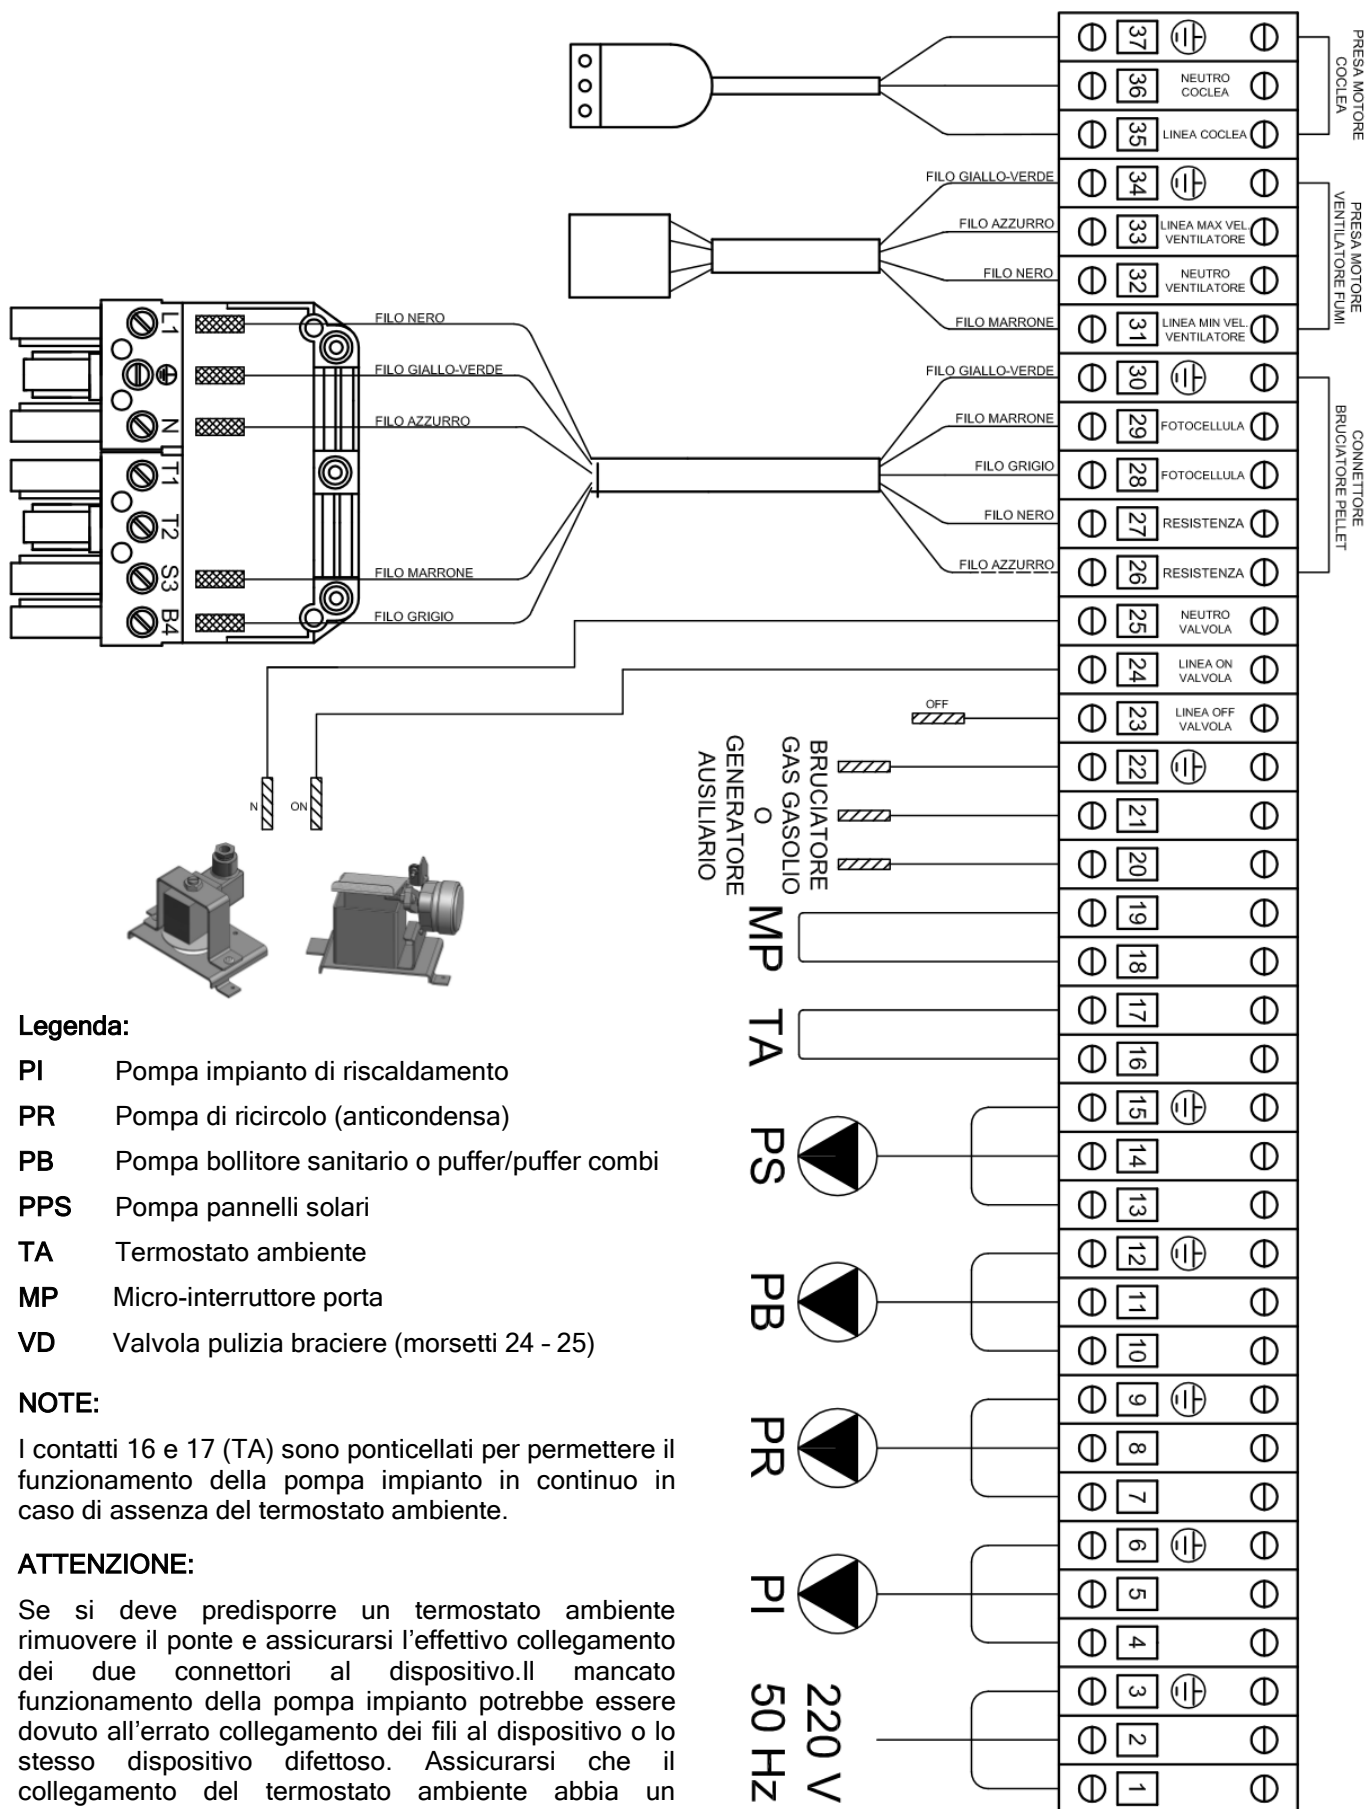 37
36 NEUTRO COCLEA
35 LINEA COCLEA
PRESA MOTORE
COCLEA
FILO GIALLO-VERDE
34
FILO AZZURRO
33 LINEA MAX VEL. VENTILATORE
FILO NERO
32 NEUTRO VENTILATORE
FILO MARRONE
31 LINEA MIN VEL. VENTILATORE
PRESA MOTORE
VENTILATORE FUMI
FILO GIALLO-VERDE
30
FILO MARRONE
29 FOTOCELLULA
FILO GRIGIO
28 FOTOCELLULA
FILO NERO
27 RESISTENZA
FILO AZZURRO
26 RESISTENZA
CONNETTORE
BRUCIATORE PELLET
L1 FILO NERO
FILO GIALLO-VERDE
N FILO AZZURRO
T1
T2
S3 FILO MARRONE
B4 FILO GRIGIO
25 NEUTRO VALVOLA
24 LINEA ON VALVOLA
OFF
23 LINEA OFF VALVOLA
N
ON
22
21
20
BRUCIATORE
GAS GASOLIO
O
GENERATORE
AUSILIARIO
19
18
MP
17
16
TA
15
14
13
PS
12
11
10
PB
9
8
7
PR
6
5
4
PI
3
2
1
220 V
50 Hz
Legenda:
PI Pompa impianto di riscaldamento
PR Pompa di ricircolo (anticondensa)
PB Pompa bollitore sanitario o puffer/puffer combi
PPS Pompa pannelli solari
TA Termostato ambiente
MP Micro-interruttore porta
VD Valvola pulizia braciere (morsetti 24 - 25)
NOTE:
I contatti 16 e 17 (TA) sono ponticellati per permettere il
funzionamento della pompa impianto in continuo in
caso di assenza del termostato ambiente.
ATTENZIONE:
Se si deve predisporre un termostato ambiente
rimuovere il ponte e assicurarsi l'effettivo collegamento
dei due connettori al dispositivo.Il mancato
funzionamento della pompa impianto potrebbe essere
dovuto all'errato collegamento dei fili al dispositivo o lo
stesso dispositivo difettoso. Assicurarsi che il
collegamento del termostato ambiente abbia un